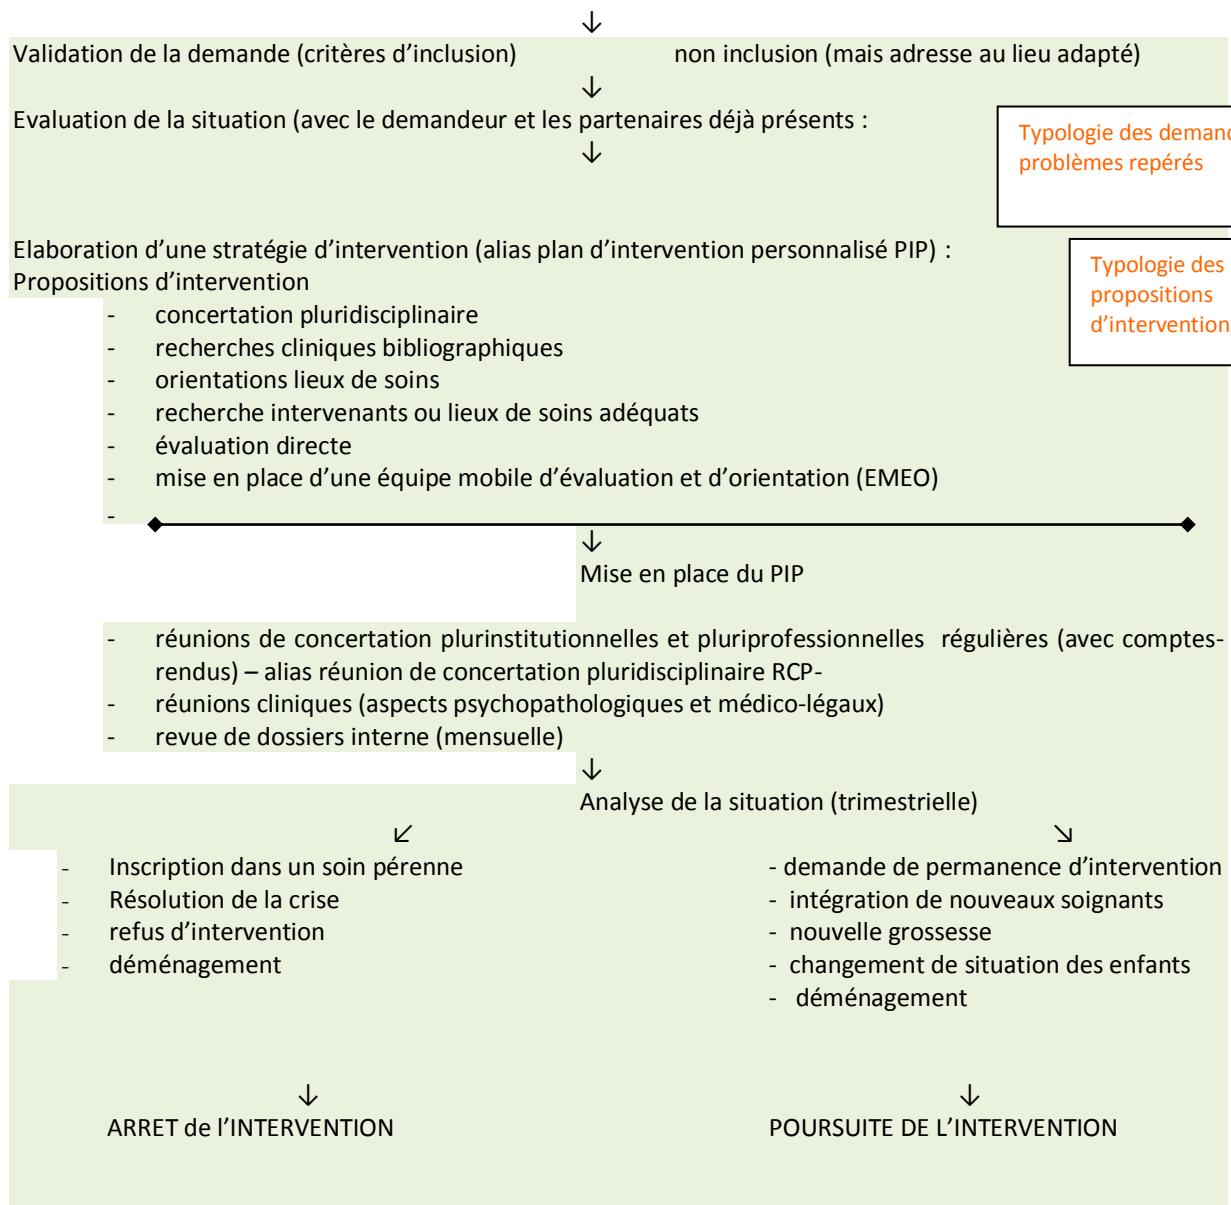 ↓
Validation de la demande (critères d’inclusion) non inclusion (mais adresse au lieu adapté)
↓
Evaluation de la situation (avec le demandeur et les partenaires déjà présents :
↓
Typologie des
problèmes repérés
Elaboration d’une stratégie d’intervention (alias plan d’intervention personnalisé PIP) :
Propositions d’intervention
Typologie des
propositions
d’intervention
- concertation pluridisciplinaire
- recherches cliniques bibliographiques
- orientations lieux de soins
- recherche intervenants ou lieux de soins adéquats
- évaluation directe
- mise en place d’une équipe mobile d’évaluation et d’orientation (EMEO)
-
↓
Mise en place du PIP
- réunions de concertation plurinstitutionnelles et pluriprofessionnelles régulières (avec comptes-
rendus) – alias réunion de concertation pluridisciplinaire RCP-
- réunions cliniques (aspects psychopathologiques et médico-légaux)
- revue de dossiers interne (mensuelle)
↓
Analyse de la situation (trimestrielle)
↙ ↘
- Inscription dans un soin pérenne
- Résolution de la crise
- refus d’intervention
- déménagement
- demande de permanence d’intervention
- intégration de nouveaux soignants
- nouvelle grossesse
- changement de situation des enfants
- déménagement
↓ ↓
ARRET de l’INTERVENTION POURSUITE DE L’INTERVENTION